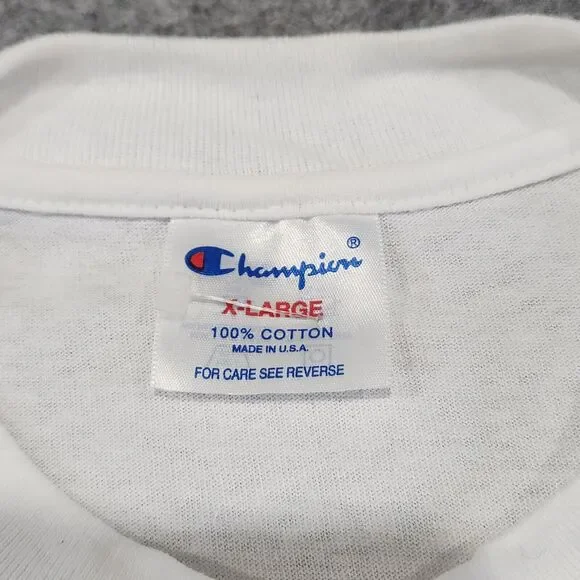 Champion®
X-LARGE
100% COTTON
MADE IN U.S.A.
FOR CARE SEE REVERSE